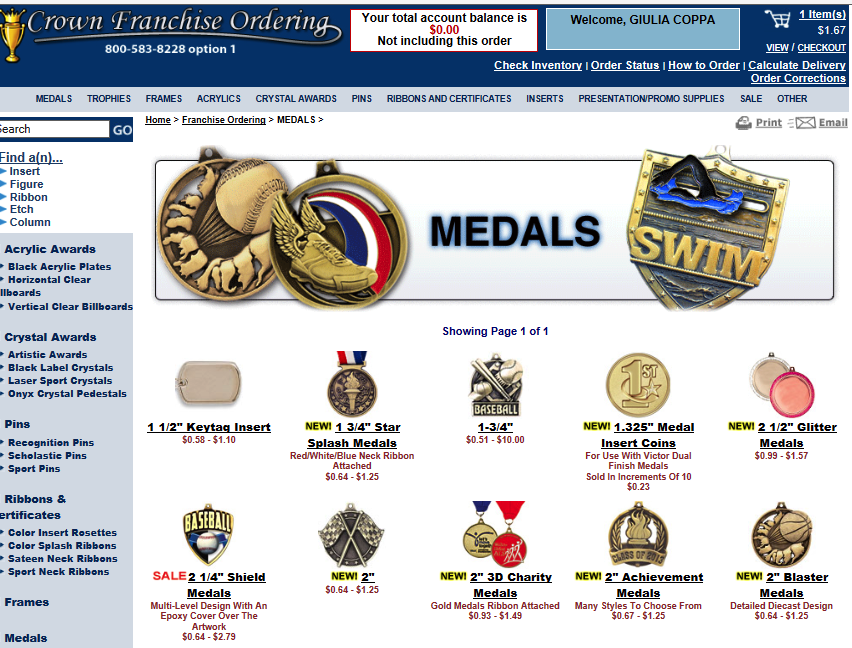 Crown Franchise Ordering
800-583-8228 option 1
Your total account balance is
$0.00
Not including this order
Welcome, GIULIA COPPA
1 Item(s)
$1.67
VIEW / CHECKOUT
Check Inventory | Order Status | How to Order | Calculate Delivery
Order Corrections
MEDALS TROPHIES FRAMES ACRYLICS CRYSTAL AWARDS PINS RIBBONS AND CERTIFICATES INSERTS PRESENTATION/PROMO SUPPLIES SALE OTHER
Search GO
Home > Franchise Ordering > MEDALS >
Print Email
Find a(n)...
Insert
Figure
Ribbon
Etch
Column
Acrylic Awards
Black Acrylic Plates
Horizontal Clear
llboards
Vertical Clear Billboards
Crystal Awards
Artistic Awards
Black Label Crystals
Laser Sport Crystals
Onyx Crystal Pedestals
Pins
Recognition Pins
Scholastic Pins
Sport Pins
Ribbons &
ertificates
Color Insert Rosettes
Color Splash Ribbons
Sateen Neck Ribbons
Sport Neck Ribbons
Frames
Medals
MEDALS
SWIM
Showing Page 1 of 1
1 1/2" Keytag Insert
$0.58 - $1.10
NEW! 1 3/4" Star
Splash Medals
Red/White/Blue Neck Ribbon
Attached
$0.64 - $1.25
BASEBALL
1-3/4"
$0.51 - $10.00
1ST
NEW! 1.325" Medal
Insert Coins
For Use With Victor Dual
Finish Medals
Sold In Increments Of 10
$0.23
NEW! 2 1/2" Glitter
Medals
$0.99 - $1.57
BASEBALL
SALE 2 1/4" Shield
Medals
Multi-Level Design With An
Epoxy Cover Over The
Artwork
$0.64 - $2.79
NEW! 2"
$0.64 - $1.25
NEW! 2" 3D Charity
Medals
Gold Medals Ribbon Attached
$0.93 - $1.49
CLASS OF
NEW! 2" Achievement
Medals
Many Styles To Choose From
$0.67 - $1.25
NEW! 2" Blaster
Medals
Detailed Diecast Design
$0.64 - $1.25